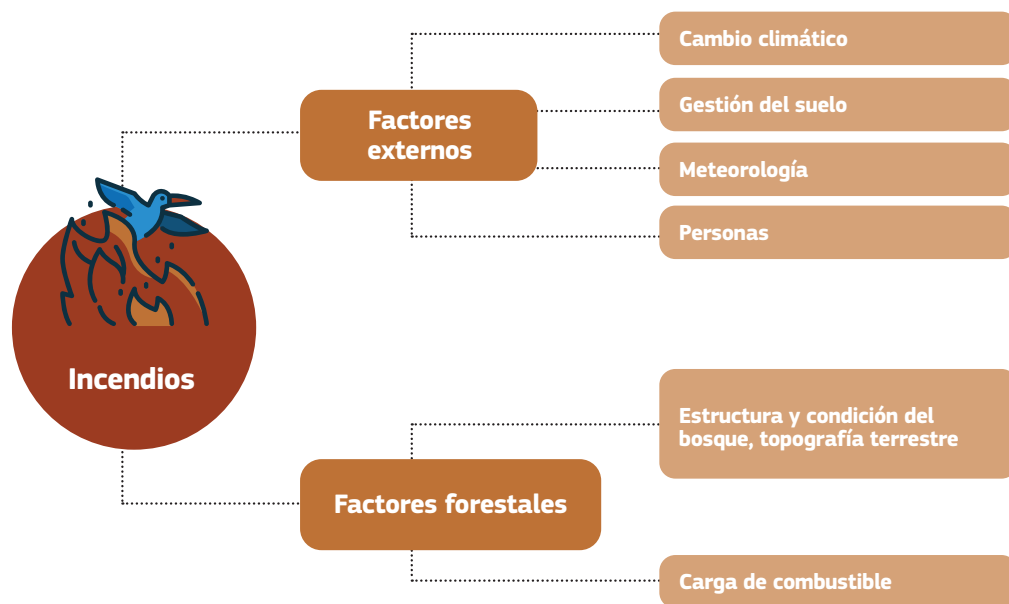 Incendios
Factores
externos
Cambio climático
Gestión del suelo
Meteorología
Personas
Factores forestales
Estructura y condición del
bosque, topografía terrestre
Carga de combustible